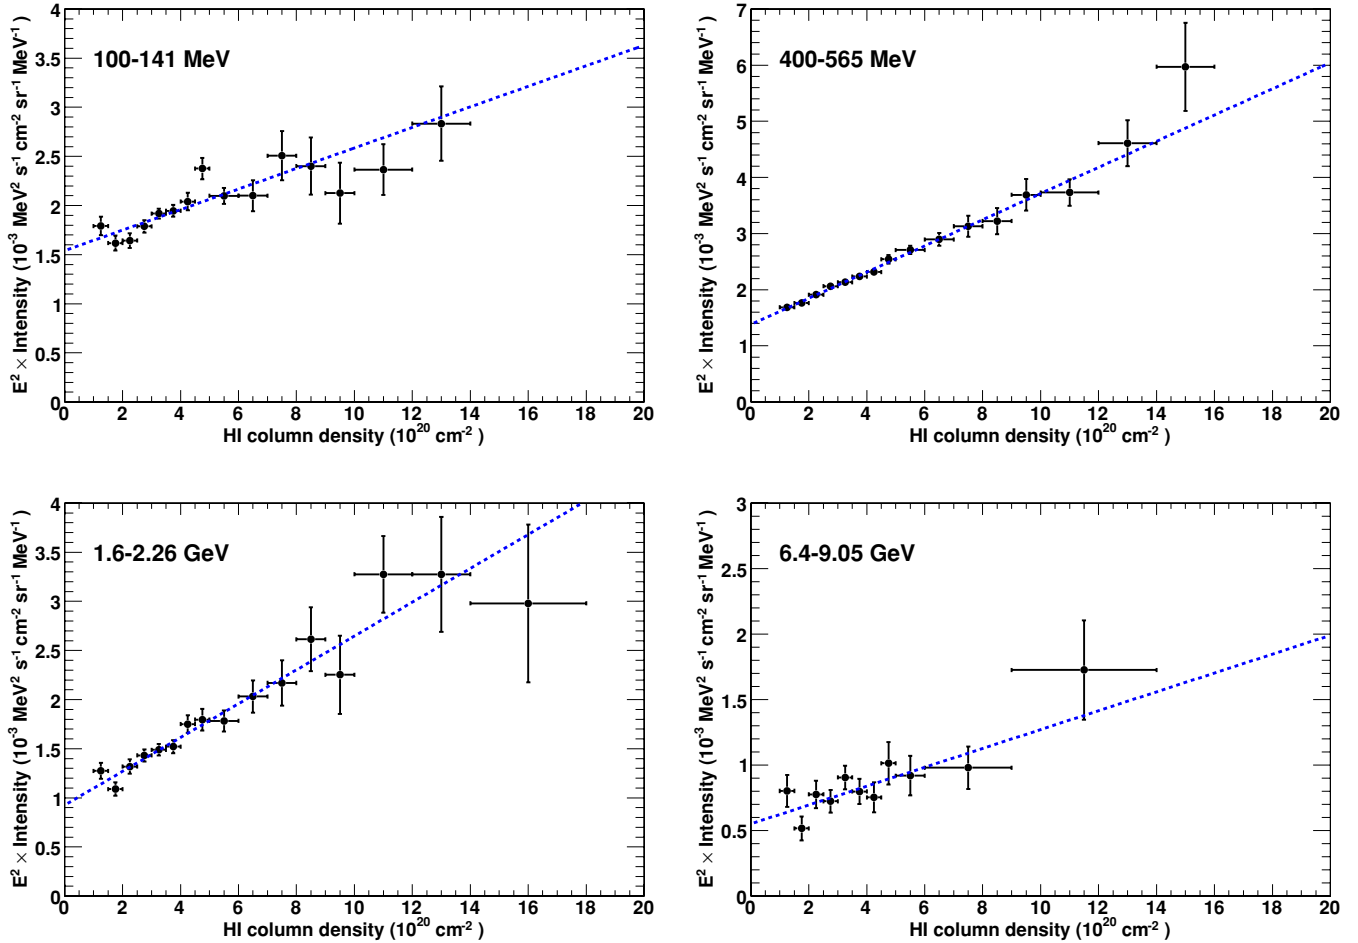 4
3.5
3
2.5
2
1.5
1
0.5
0
100-141 MeV
E² × Intensity (10⁻³ MeV² s⁻¹ cm⁻² sr⁻¹ MeV⁻¹ )
0 2 4 6 8 10 12 14 16 18 20
HI column density (10²⁰ cm⁻² )
7
6
5
4
3
2
1
0
400-565 MeV
E² × Intensity (10⁻³ MeV² s⁻¹ cm⁻² sr⁻¹ MeV⁻¹ )
0 2 4 6 8 10 12 14 16 18 20
HI column density (10²⁰ cm⁻² )
4
3.5
3
2.5
2
1.5
1
0.5
0
1.6-2.26 GeV
E² × Intensity (10⁻³ MeV² s⁻¹ cm⁻² sr⁻¹ MeV⁻¹ )
0 2 4 6 8 10 12 14 16 18 20
HI column density (10²⁰ cm⁻² )
3
2.5
2
1.5
1
0.5
0
6.4-9.05 GeV
E² × Intensity (10⁻³ MeV² s⁻¹ cm⁻² sr⁻¹ MeV⁻¹ )
0 2 4 6 8 10 12 14 16 18 20
HI column density (10²⁰ cm⁻² )